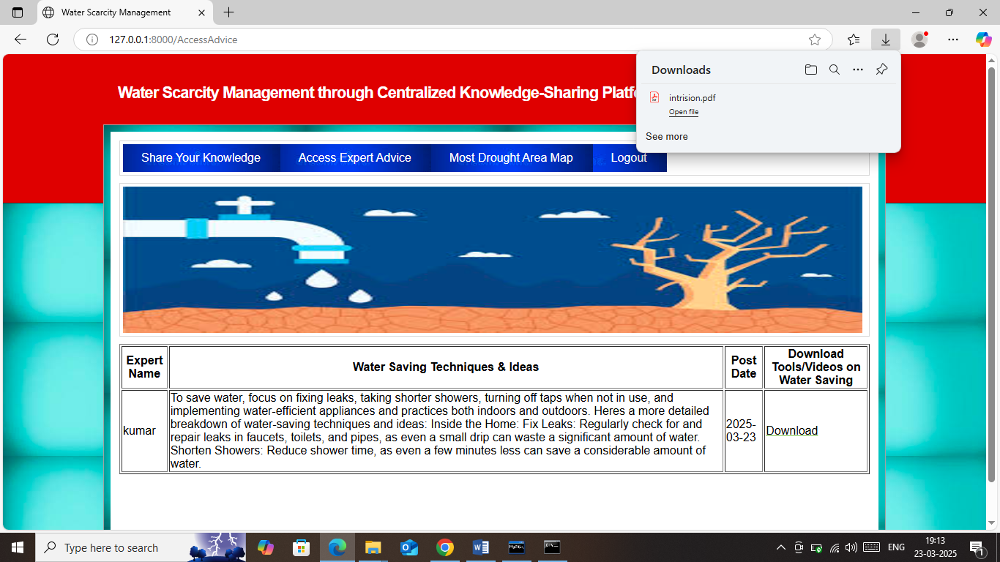 Water Scarcity Management
127.0.0.1:8000/AccessAdvice
Downloads
intrision.pdf
Open file
See more
Water Scarcity Management through Centralized Knowledge-Sharing
Share Your Knowledge
Access Expert Advice
Most Drought Area Map
Logout
Expert
Name
Water Saving Techniques & Ideas
Post
Date
Download
Tools/Videos on
Water Saving
kumar
To save water, focus on fixing leaks, taking shorter showers, turning off taps when not in use, and
implementing water-efficient appliances and practices both indoors and outdoors. Heres a more detailed
breakdown of water-saving techniques and ideas: Inside the Home: Fix Leaks: Regularly check for and
repair leaks in faucets, toilets, and pipes, as even a small drip can waste a significant amount of water.
Shorten Showers: Reduce shower time, as even a few minutes less can save a considerable amount of
water.
2025-
03-23
Download
Type here to search
ENG
19:13
23-03-2025
1